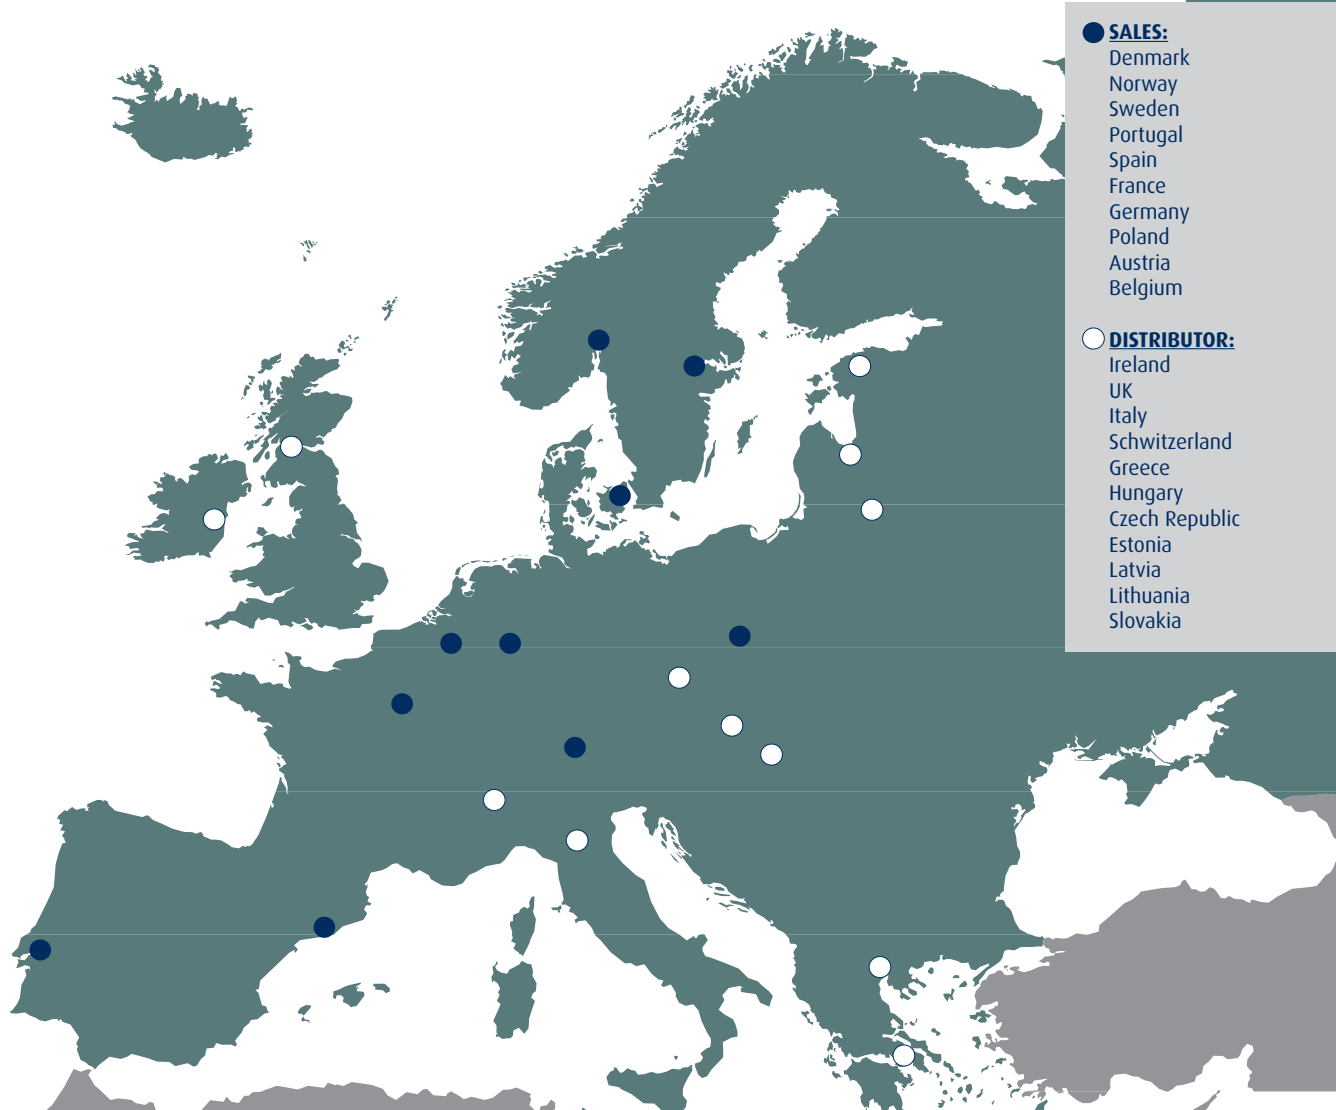 SALES:
Denmark
Norway
Sweden
Portugal
Spain
France
Germany
Poland
Austria
Belgium
DISTRIBUTOR:
Ireland
UK
Italy
Schwitzerland
Greece
Hungary
Czech Republic
Estonia
Latvia
Lithuania
Slovakia